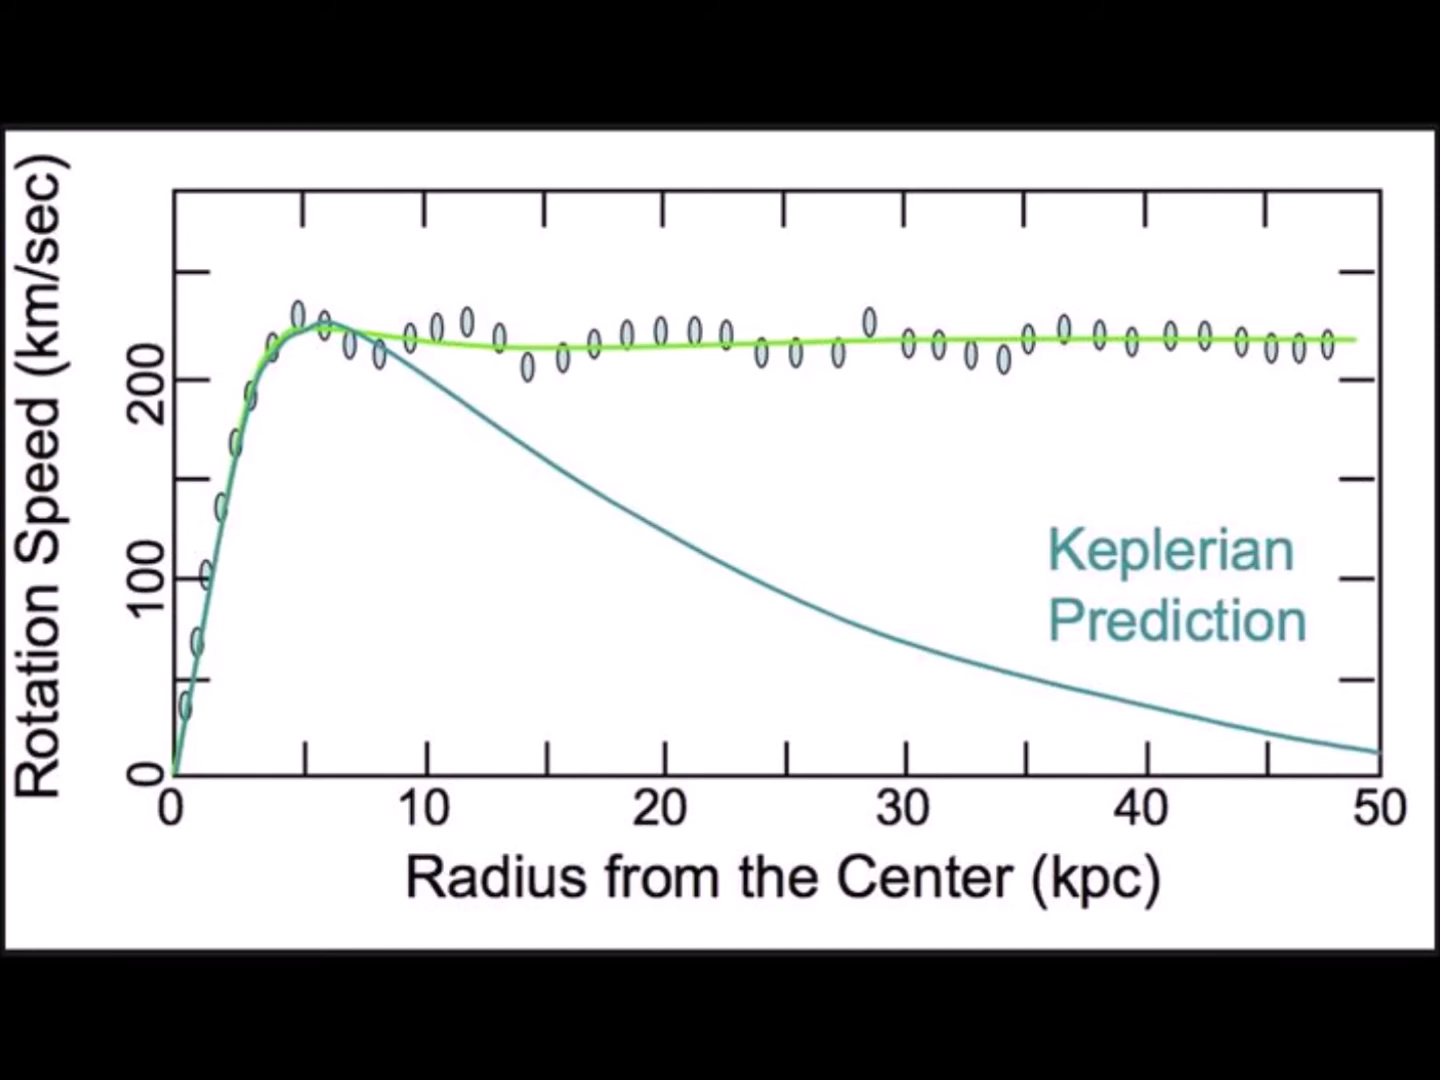 Rotation Speed (km/sec)
200
100
0
Keplerian
Prediction
0 10 20 30 40 50
Radius from the Center (kpc)